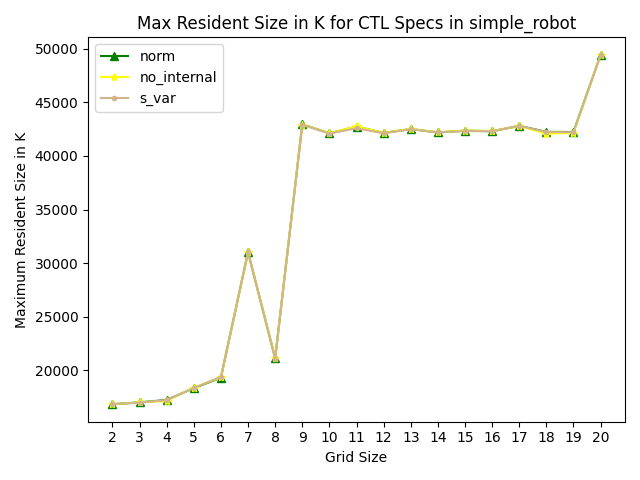 Max Resident Size in K for CTL Specs in simple_robot
norm
no_internal
s_var
Maximum Resident Size in K
50000
45000
40000
35000
30000
25000
20000
2 3 4 5 6 7 8 9 10 11 12 13 14 15 16 17 18 19 20
Grid Size